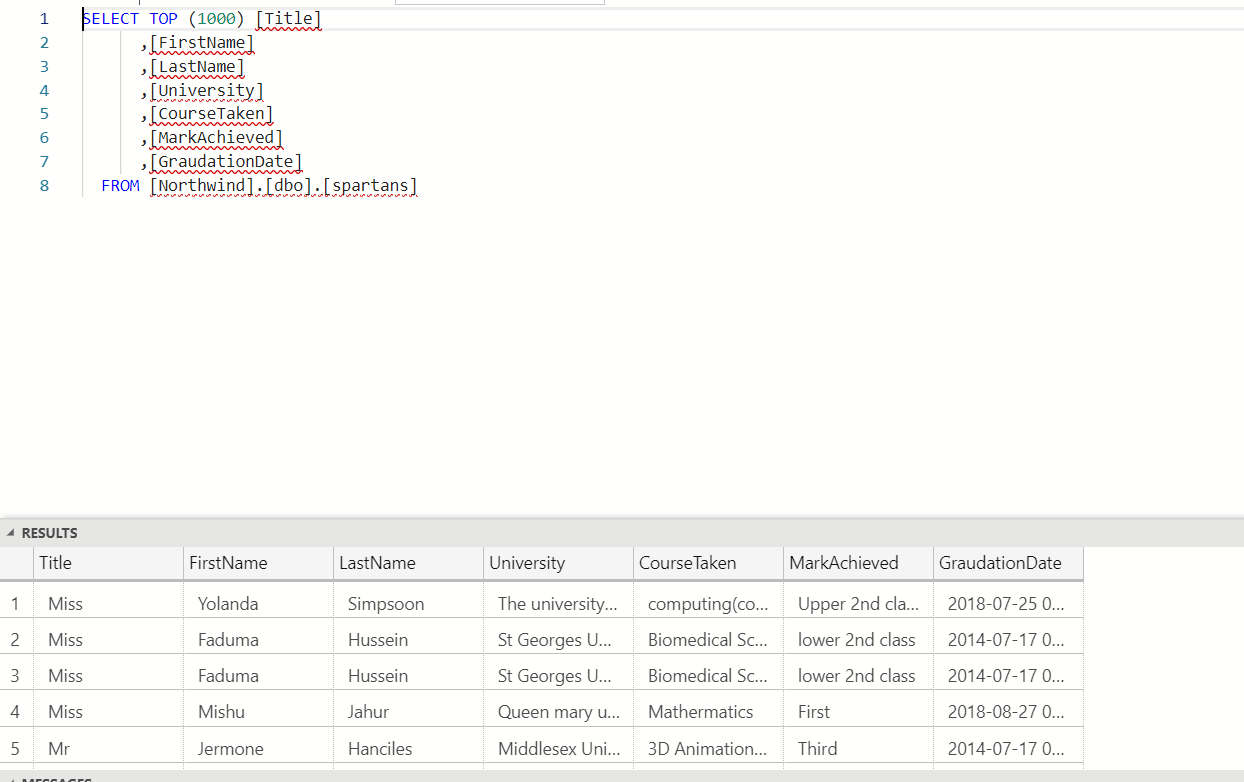 1 SELECT TOP (1000) [Title]
2 ,[FirstName]
3 ,[LastName]
4 ,[University]
5 ,[CourseTaken]
6 ,[MarkAchieved]
7 ,[GraudationDate]
8 FROM [Northwind].[dbo].[spartans]
RESULTS
Title FirstName LastName University CourseTaken MarkAchieved GraudationDate
1 Miss Yolanda Simpsoon The university... computing(co... Upper 2nd cla... 2018-07-25 0...
2 Miss Faduma Hussein St Georges U... Biomedical Sc... lower 2nd class 2014-07-17 0...
3 Miss Faduma Hussein St Georges U... Biomedical Sc... lower 2nd class 2014-07-17 0...
4 Miss Mishu Jahur Queen mary u... Mathermatics First 2018-08-27 0...
5 Mr Jermone Hanciles Middlesex Uni... 3D Animation... Third 2014-07-17 0...
MESSAGES